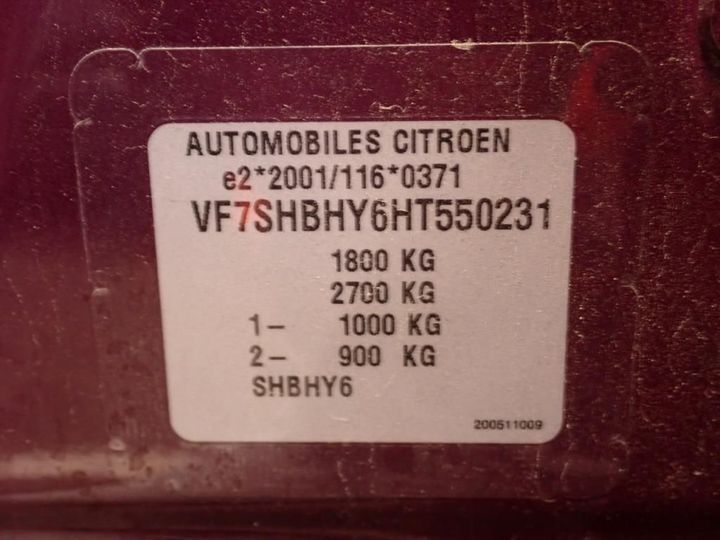 AUTOMOBILES CITROEN
e2*2001/116*0371
VF7SHBHY6HT550231
1800 KG
2700 KG
1- 1000 KG
2- 900 KG
SHBHY6
200511009